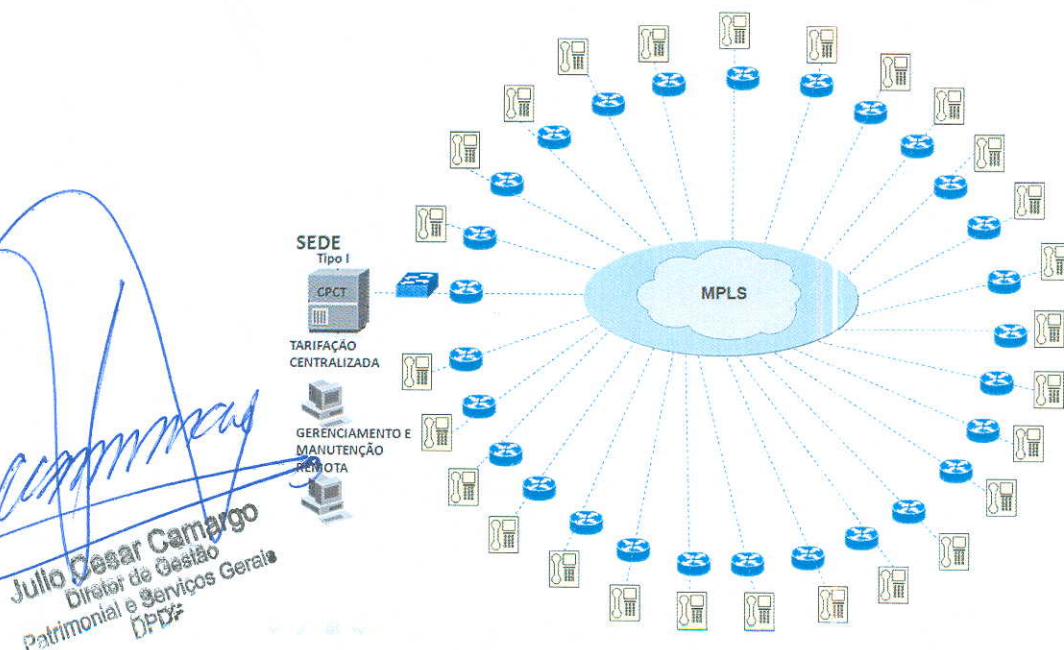 SEDE
Tipo I
CPCT
MPLS
TARIFAÇÃO
CENTRALIZADA
GERENCIAMENTO E
MANUTENÇÃO
REMOTA
Julio Cesar Camargo
Diretor de Gestão
Patrimonial e Serviços Gerais